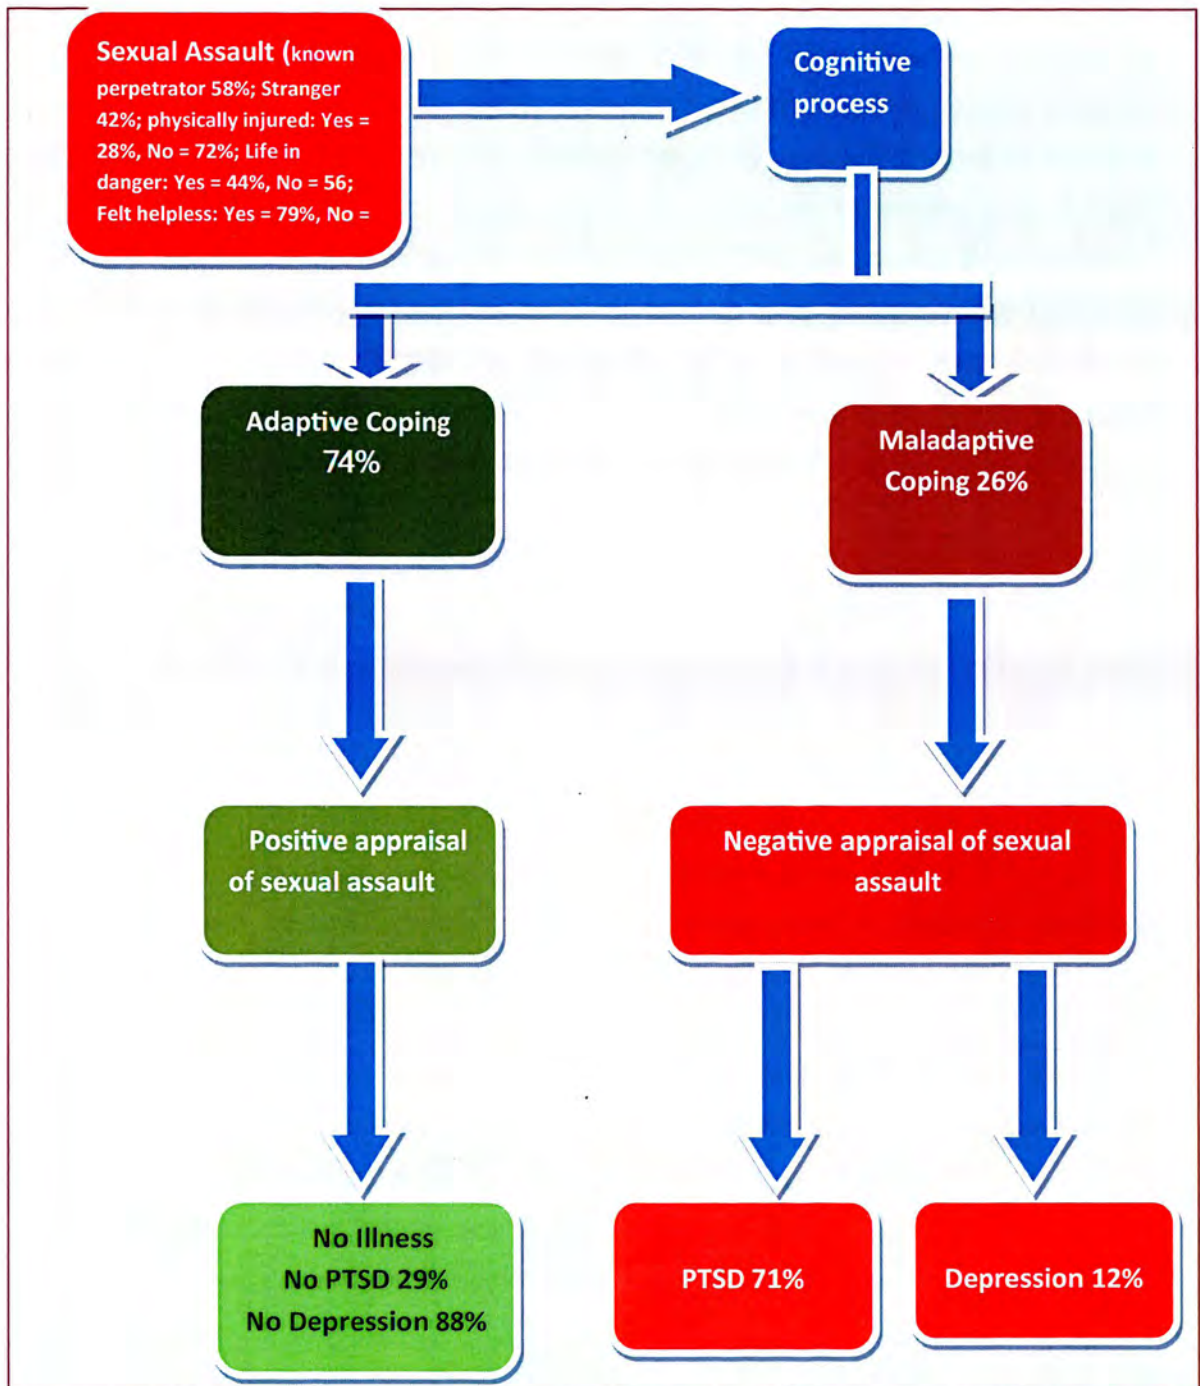 Sexual Assault (known
perpetrator 58%; Stranger
42%; physically injured: Yes =
28%, No = 72%; Life in
danger: Yes = 44%, No = 56;
Felt helpless: Yes = 79%, No =
Cognitive
process
Adaptive Coping
74%
Maladaptive
Coping 26%
Positive appraisal
of sexual assault
Negative appraisal of sexual
assault
No Illness
No PTSD 29%
No Depression 88%
PTSD 71%
Depression 12%